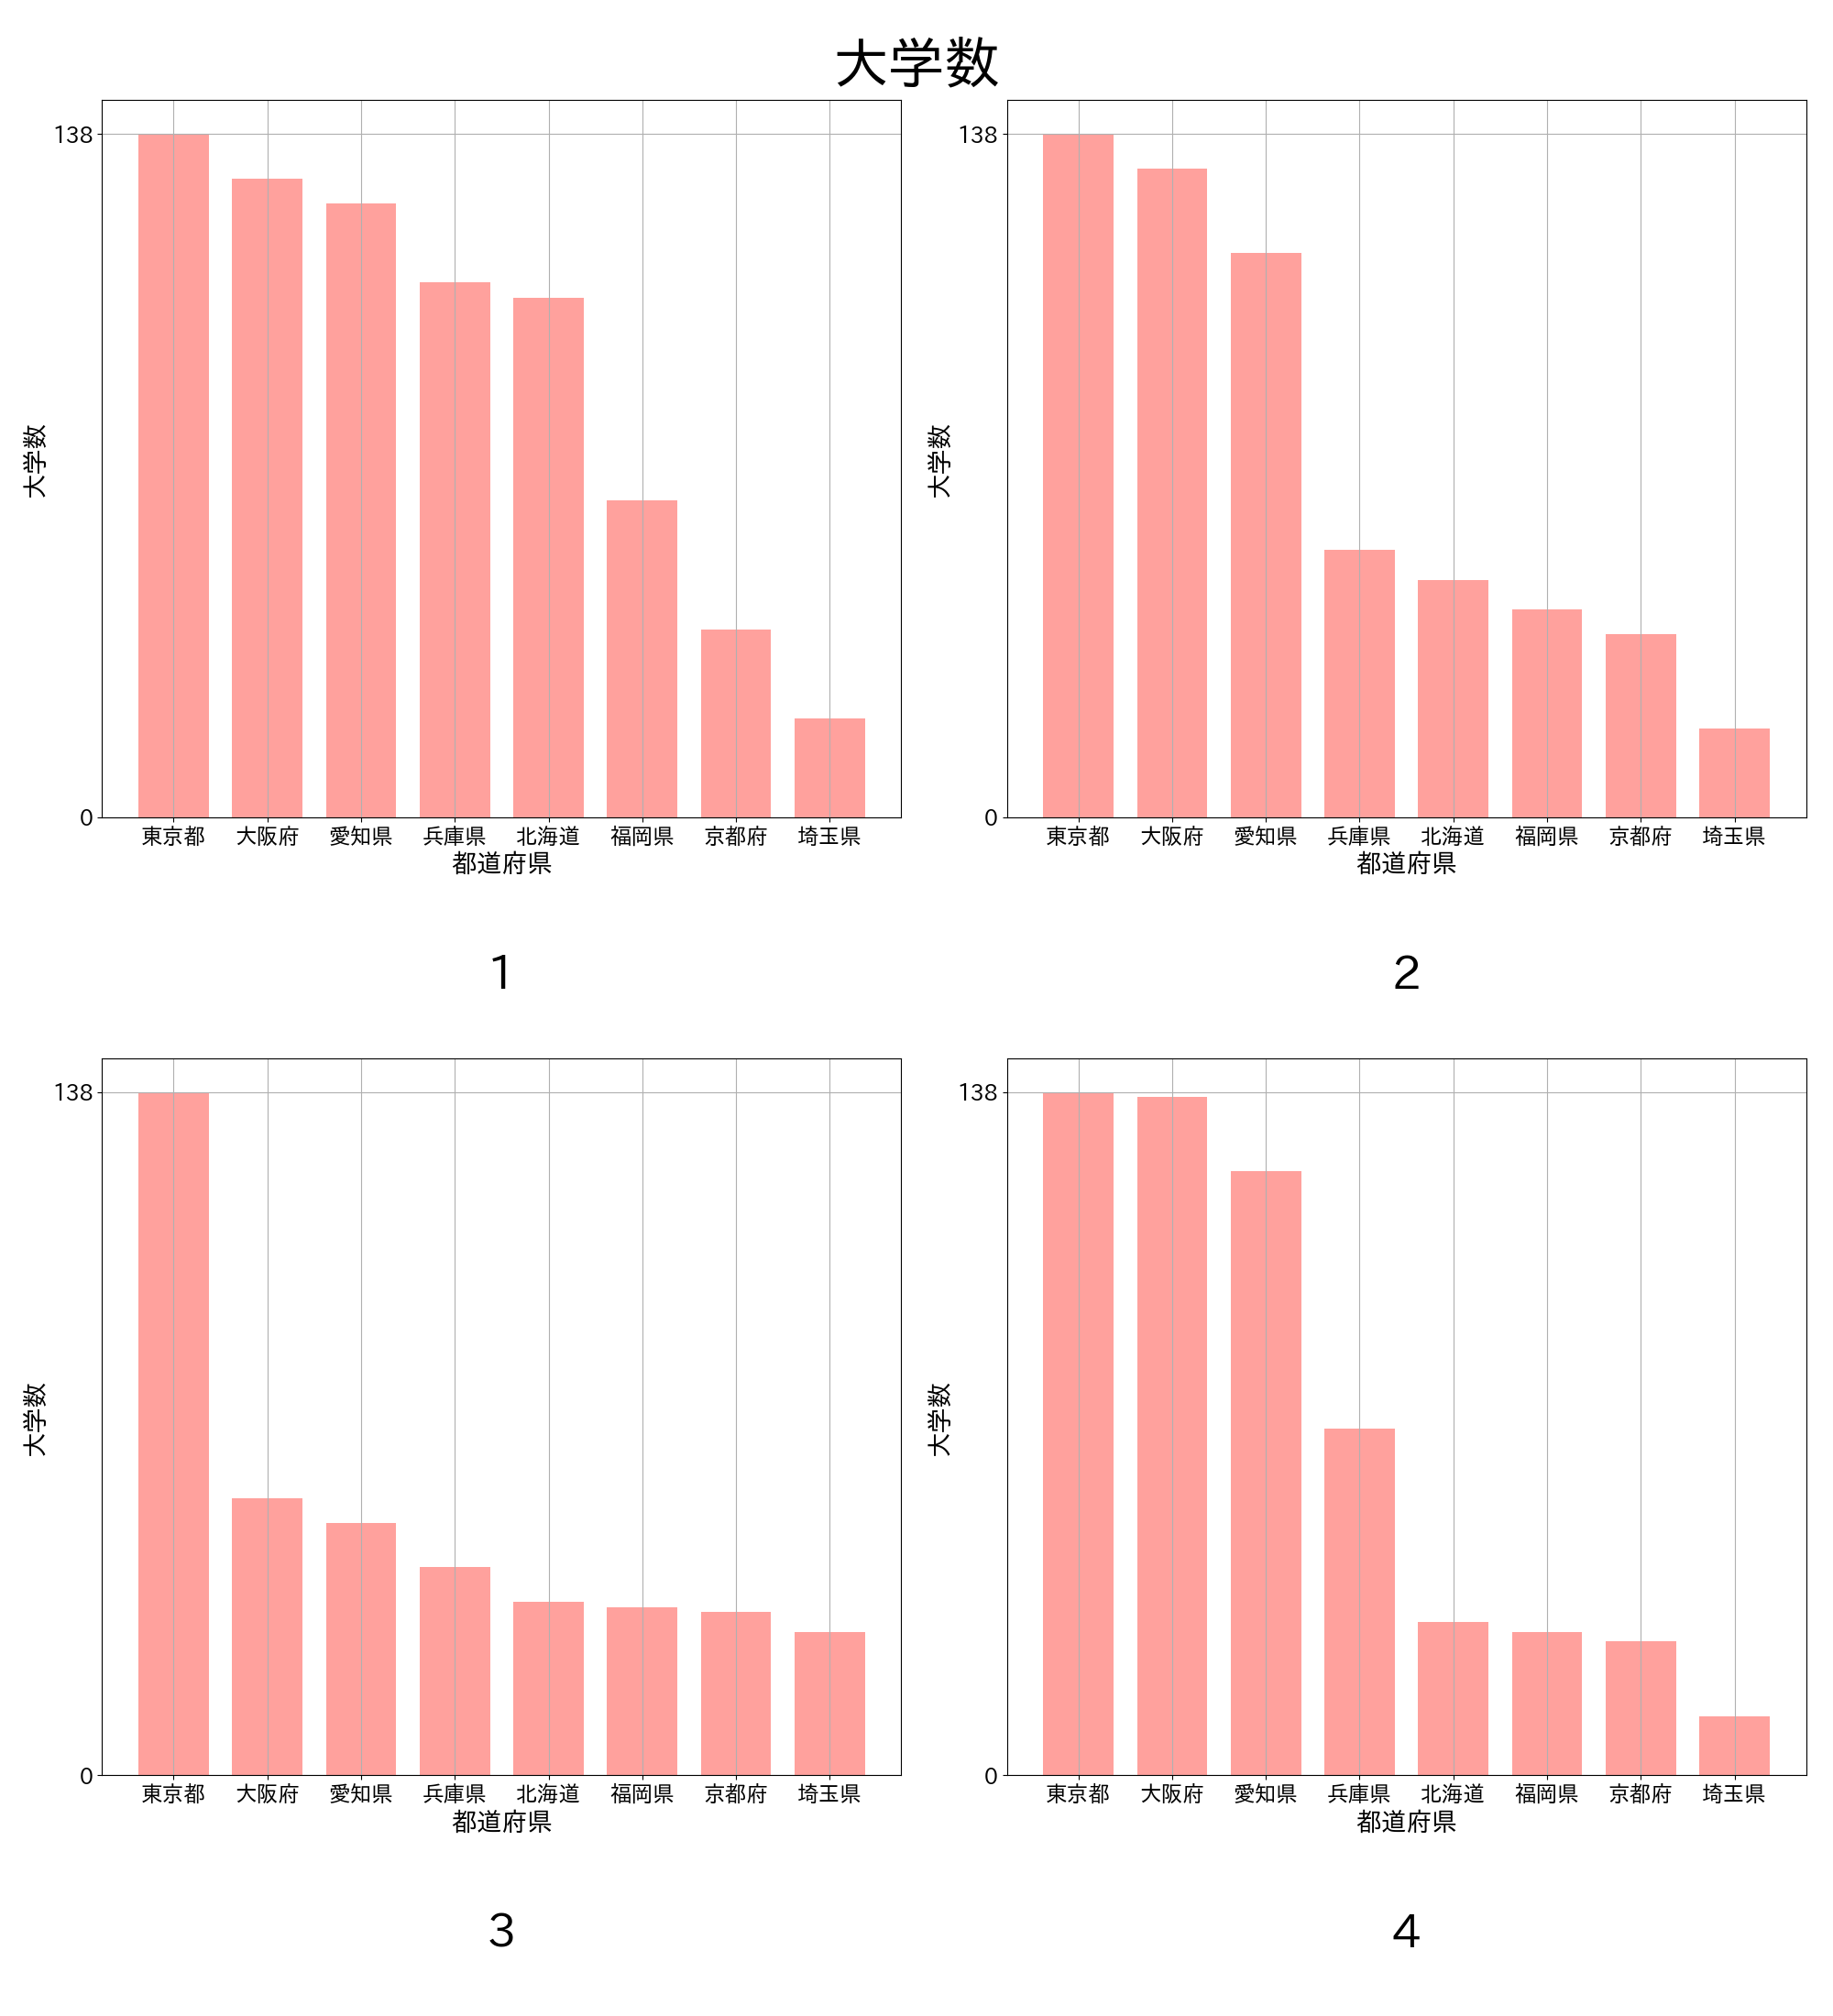 大学数
138
0
大学数
東京都 大阪府 愛知県 兵庫県 北海道 福岡県 京都府 埼玉県
都道府県
1
138
0
大学数
東京都 大阪府 愛知県 兵庫県 北海道 福岡県 京都府 埼玉県
都道府県
2
138
0
大学数
東京都 大阪府 愛知県 兵庫県 北海道 福岡県 京都府 埼玉県
都道府県
3
138
0
大学数
東京都 大阪府 愛知県 兵庫県 北海道 福岡県 京都府 埼玉県
都道府県
4